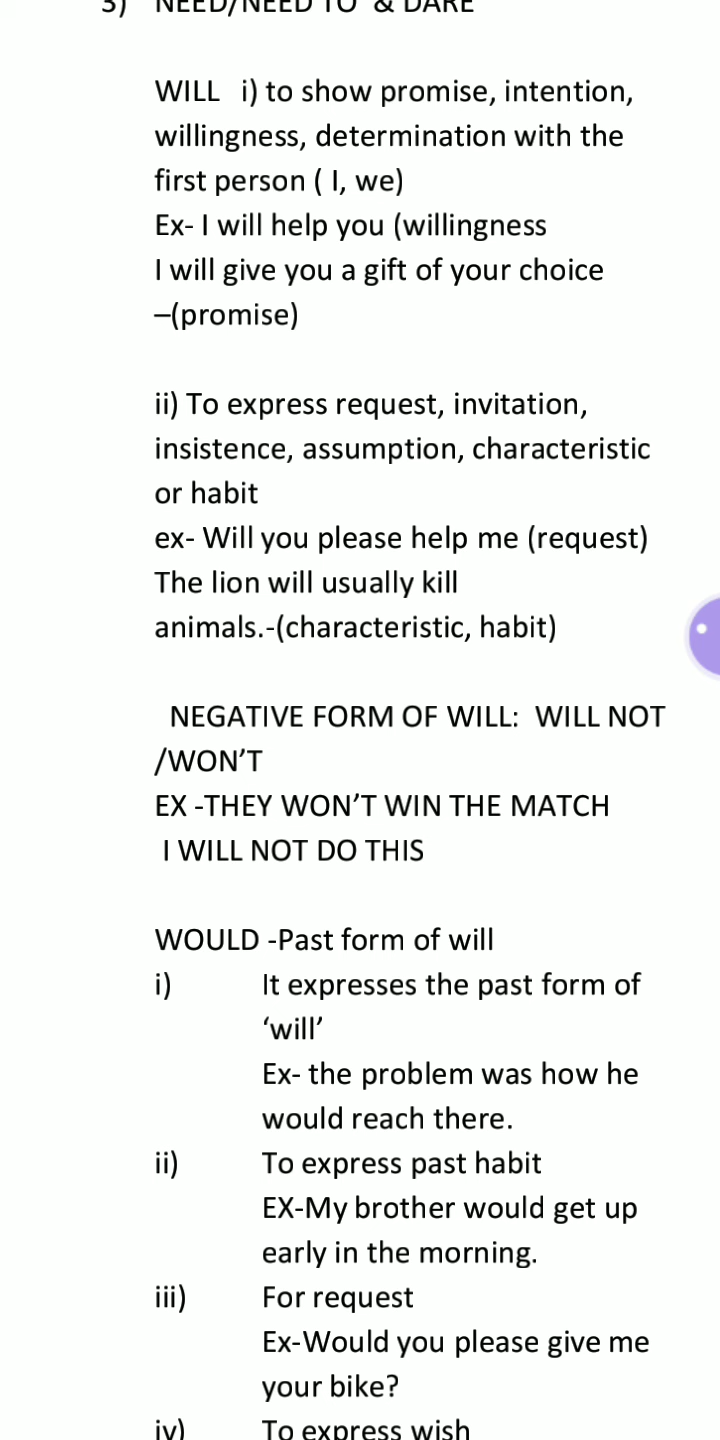 3) NEED/NEED TO & DARE
WILL i) to show promise, intention,
willingness, determination with the
first person ( I, we)
Ex- I will help you (willingness
I will give you a gift of your choice
–(promise)
ii) To express request, invitation,
insistence, assumption, characteristic
or habit
ex- Will you please help me (request)
The lion will usually kill
animals.-(characteristic, habit)
NEGATIVE FORM OF WILL: WILL NOT
/WON’T
EX -THEY WON’T WIN THE MATCH
I WILL NOT DO THIS
WOULD -Past form of will
i) It expresses the past form of
‘will’
Ex- the problem was how he
would reach there.
ii) To express past habit
EX-My brother would get up
early in the morning.
iii) For request
Ex-Would you please give me
your bike?
iv) To express wish